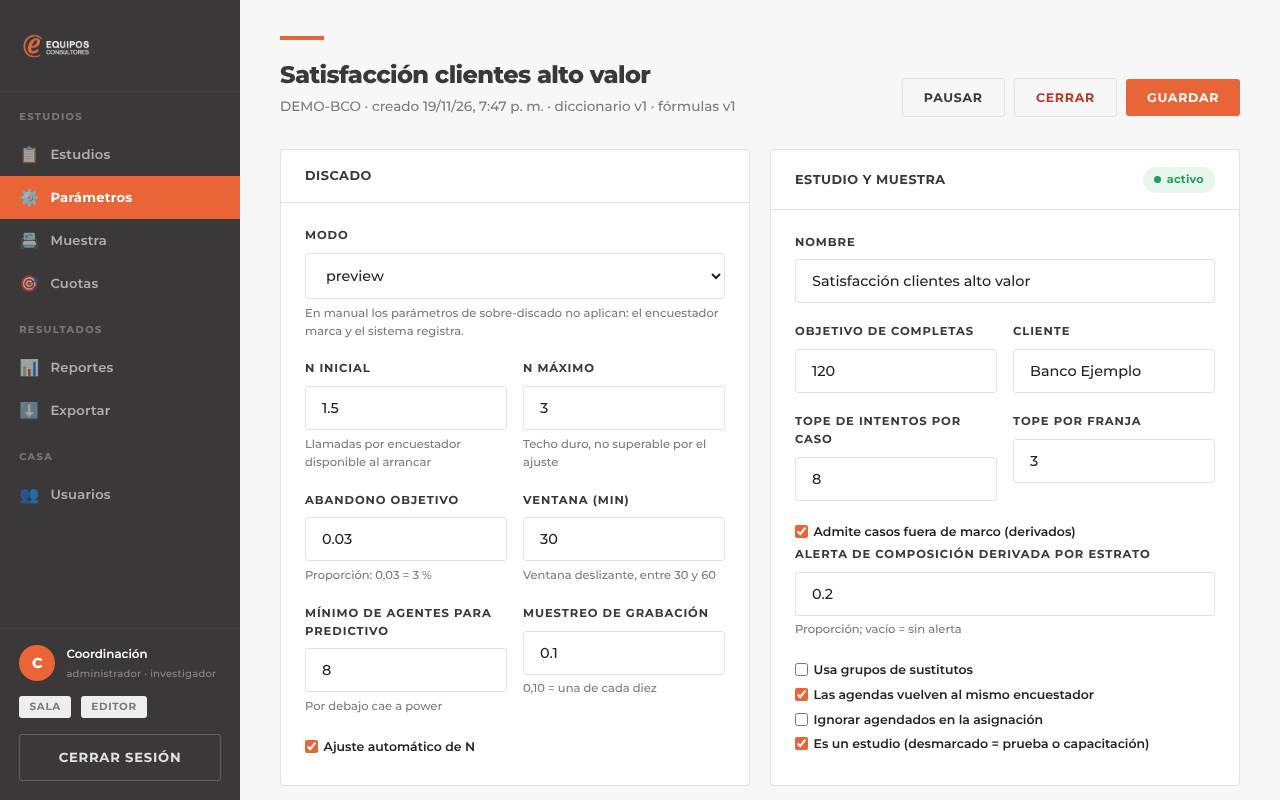 EQUIPOS
CONSULTORES
ESTUDIOS
Estudios
Parámetros
Muestra
Cuotas
RESULTADOS
Reportes
Exportar
CASA
Usuarios
C
Coordinación
administrador · investigador
SALA
EDITOR
CERRAR SESIÓN
Satisfacción clientes alto valor
DEMO-BCO · creado 19/11/26, 7:47 p. m. · diccionario v1 · fórmulas v1
PAUSAR
CERRAR
GUARDAR
DISCADO
MODO
preview
En manual los parámetros de sobre-discado no aplican: el encuestador
marca y el sistema registra.
N INICIAL
1.5
Llamadas por encuestador
disponible al arrancar
N MÁXIMO
3
Techo duro, no superable por el
ajuste
ABANDONO OBJETIVO
0.03
Proporción: 0,03 = 3 %
VENTANA (MIN)
30
Ventana deslizante, entre 30 y 60
MÍNIMO DE AGENTES PARA
PREDICTIVO
8
Por debajo cae a power
MUESTREO DE GRABACIÓN
0.1
0,10 = una de cada diez
Ajuste automático de N
ESTUDIO Y MUESTRA
activo
NOMBRE
Satisfacción clientes alto valor
OBJETIVO DE COMPLETAS
120
CLIENTE
Banco Ejemplo
TOPE DE INTENTOS POR
CASO
8
TOPE POR FRANJA
3
Admite casos fuera de marco (derivados)
ALERTA DE COMPOSICIÓN DERIVADA POR ESTRATO
0.2
Proporción; vacío = sin alerta
Usa grupos de sustitutos
Las agendas vuelven al mismo encuestador
Ignorar agendados en la asignación
Es un estudio (desmarcado = prueba o capacitación)